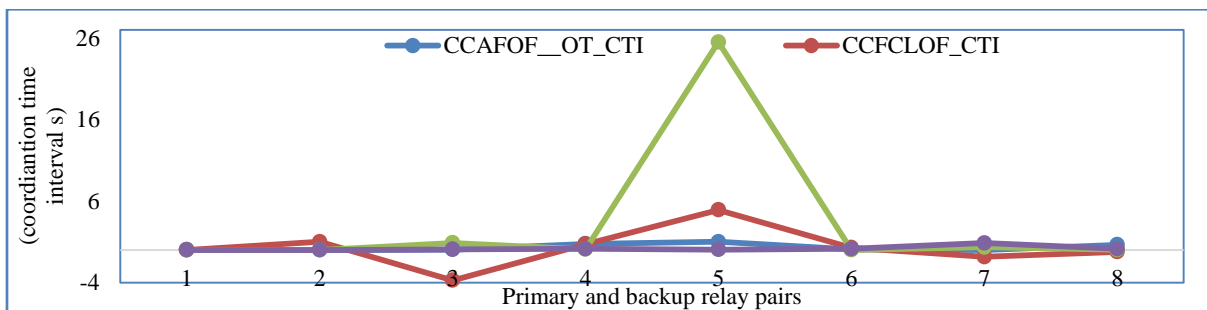 26
CCAFOF__OT_CTI
CCFCLOF_CTI
16
6
-4
(coordiantion time
interval s)
1 2 3 4 5 6 7 8
Primary and backup relay pairs